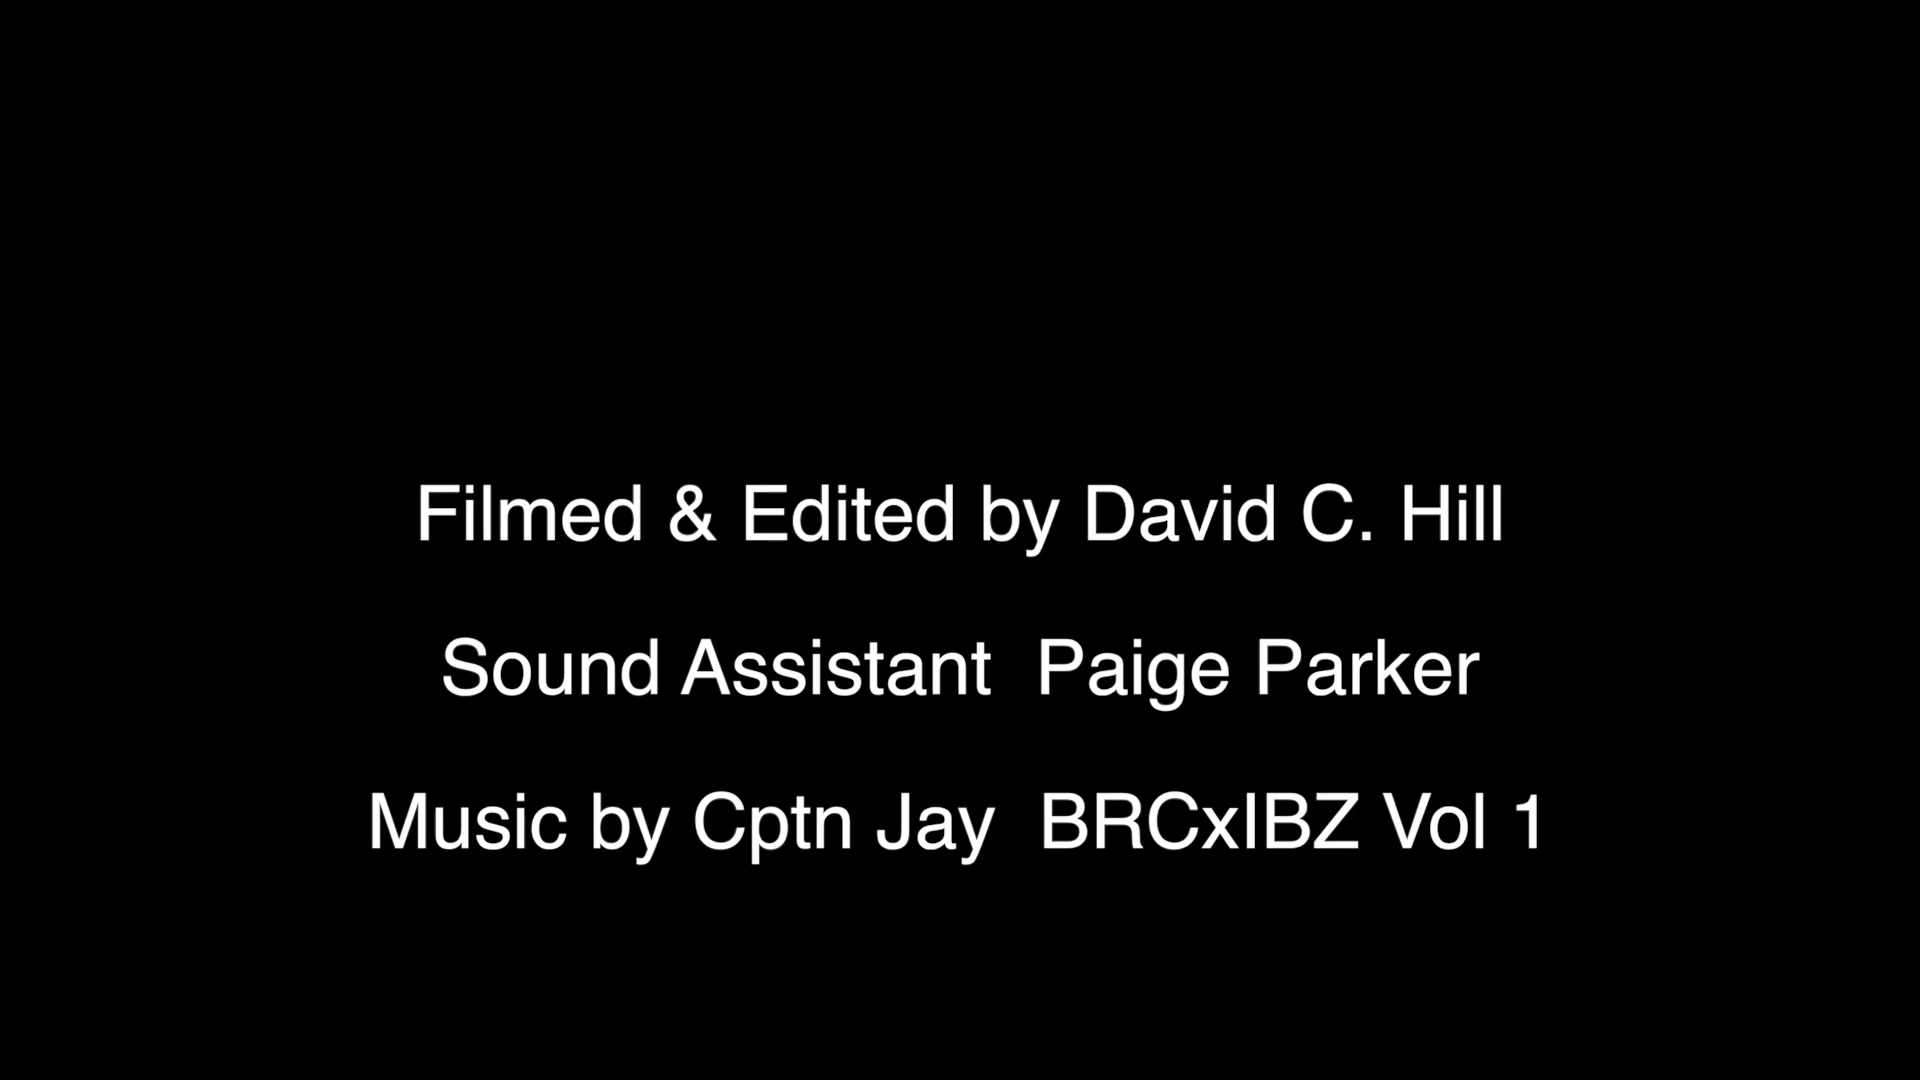 Filmed & Edited by David C. Hill
Sound Assistant  Paige Parker
Music by Cptn Jay  BRCxIBZ Vol 1